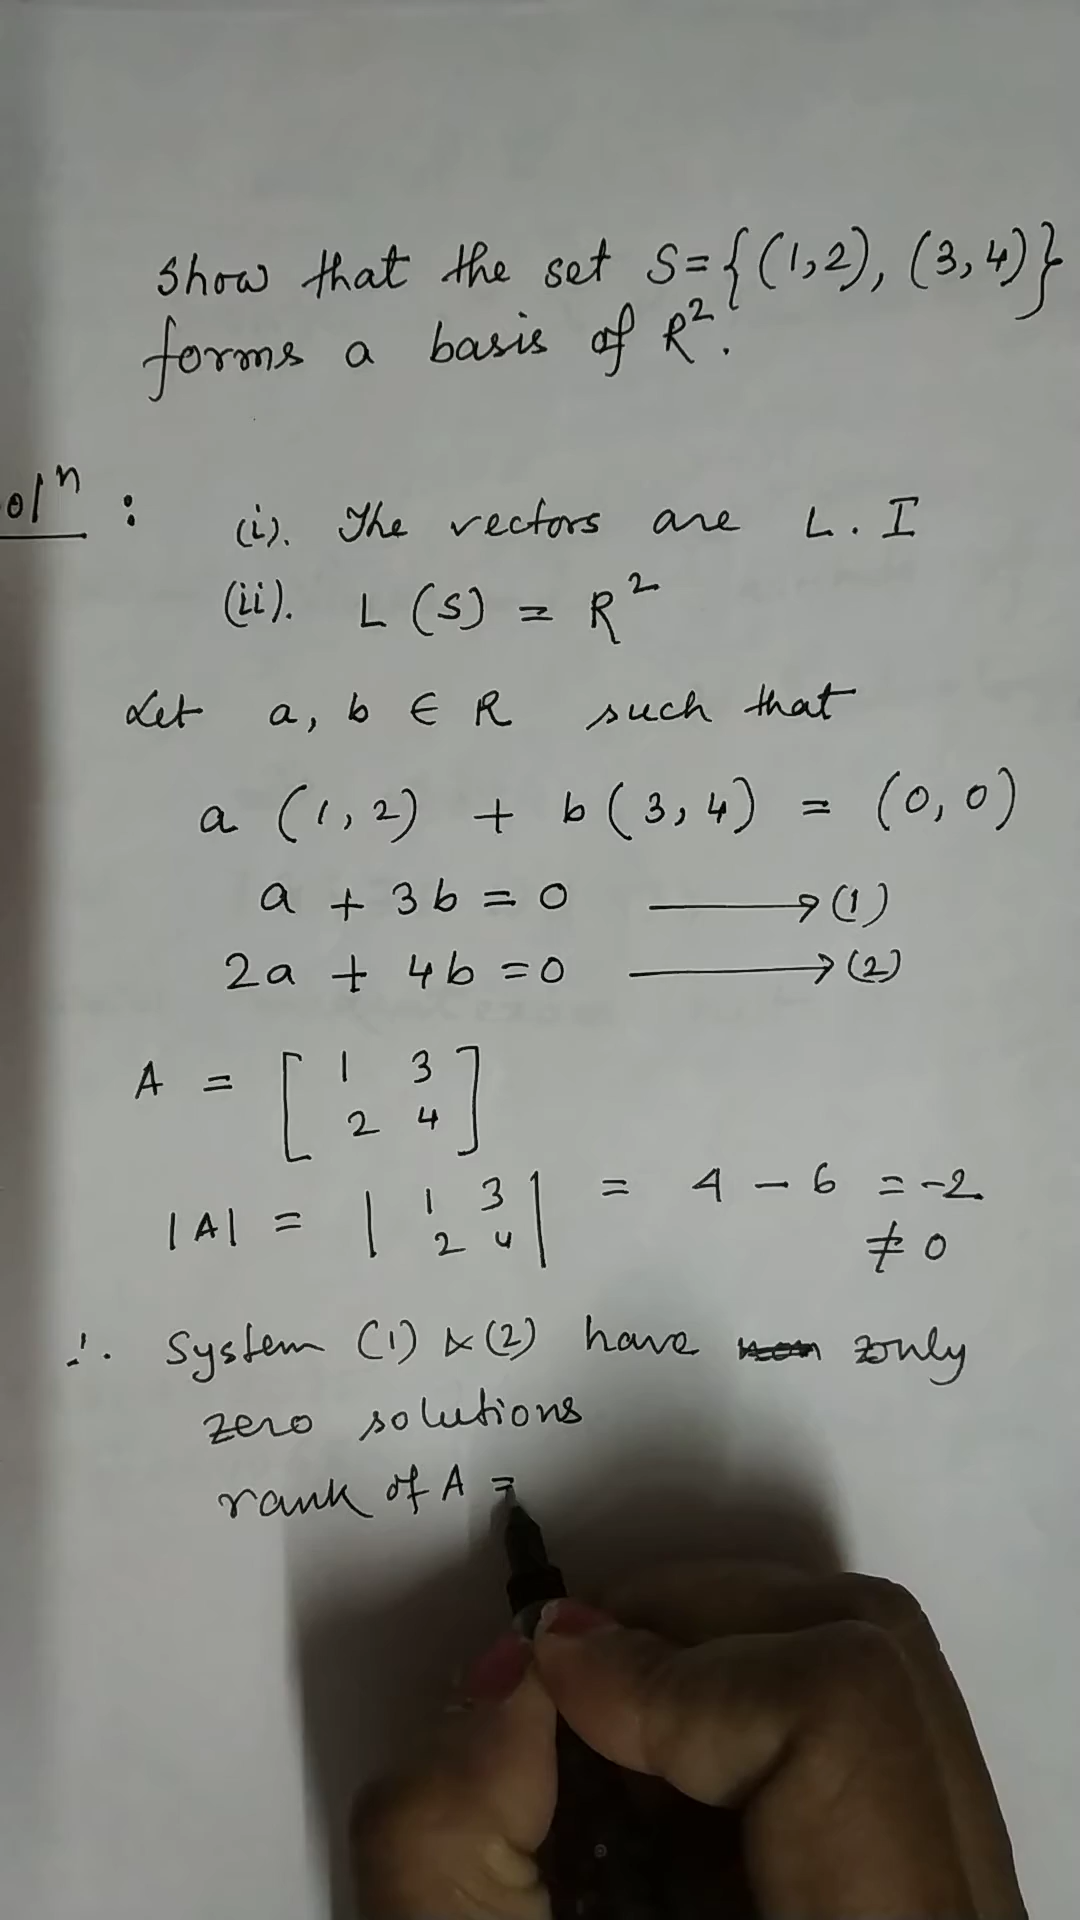 Show that the set S={(1,2), (3,4)}
forms a basis of R².
olⁿ :
(i). The vectors are L. I
(ii). L (S) = R²
Let a, b ∈ R such that
a (1,2) + b (3,4) = (0,0)
a + 3b = 0 → (1)
2a + 4b = 0 → (2)
A = [ 1 3
2 4 ]
|A| = | 1 3
2 4 | = 4 - 6 = -2
≠ 0
∴ System (1) & (2) have only
zero solutions
rank of A =